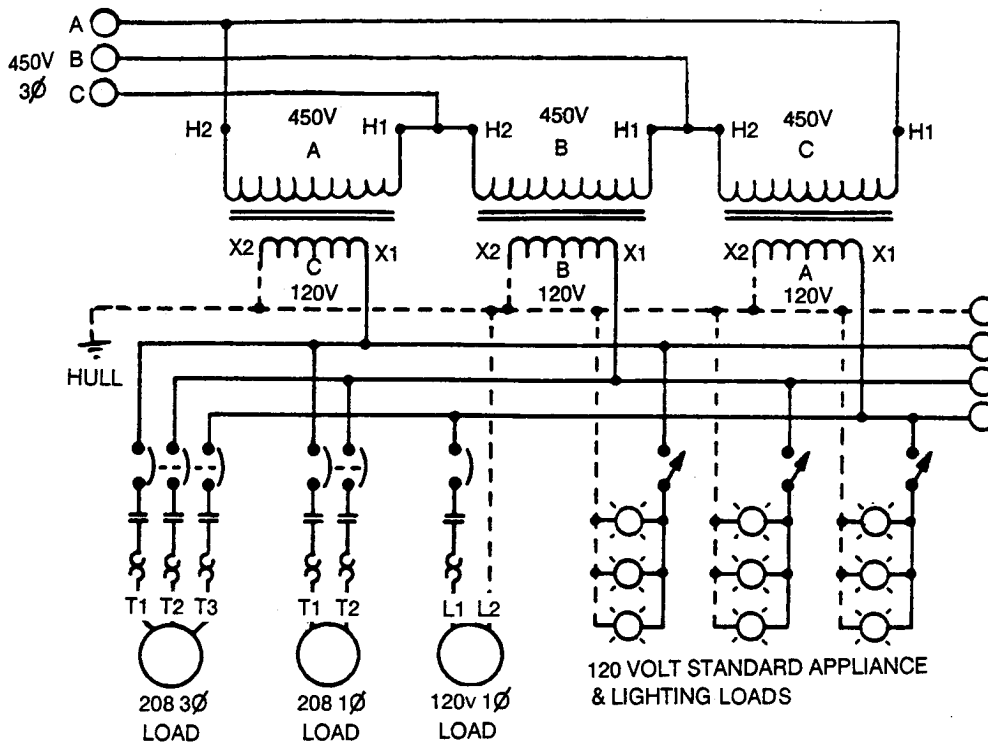 A
450V B
3Ø C
450V 450V 450V
H2 A H1 H2 B H1 H2 C H1
X2 C X1 X2 B X1 X2 A X1
120V 120V 120V
HULL
T1 T2 T3 T1 T2 L1 L2
208 3Ø 208 1Ø 120v 1Ø
LOAD LOAD LOAD
120 VOLT STANDARD APPLIANCE
& LIGHTING LOADS